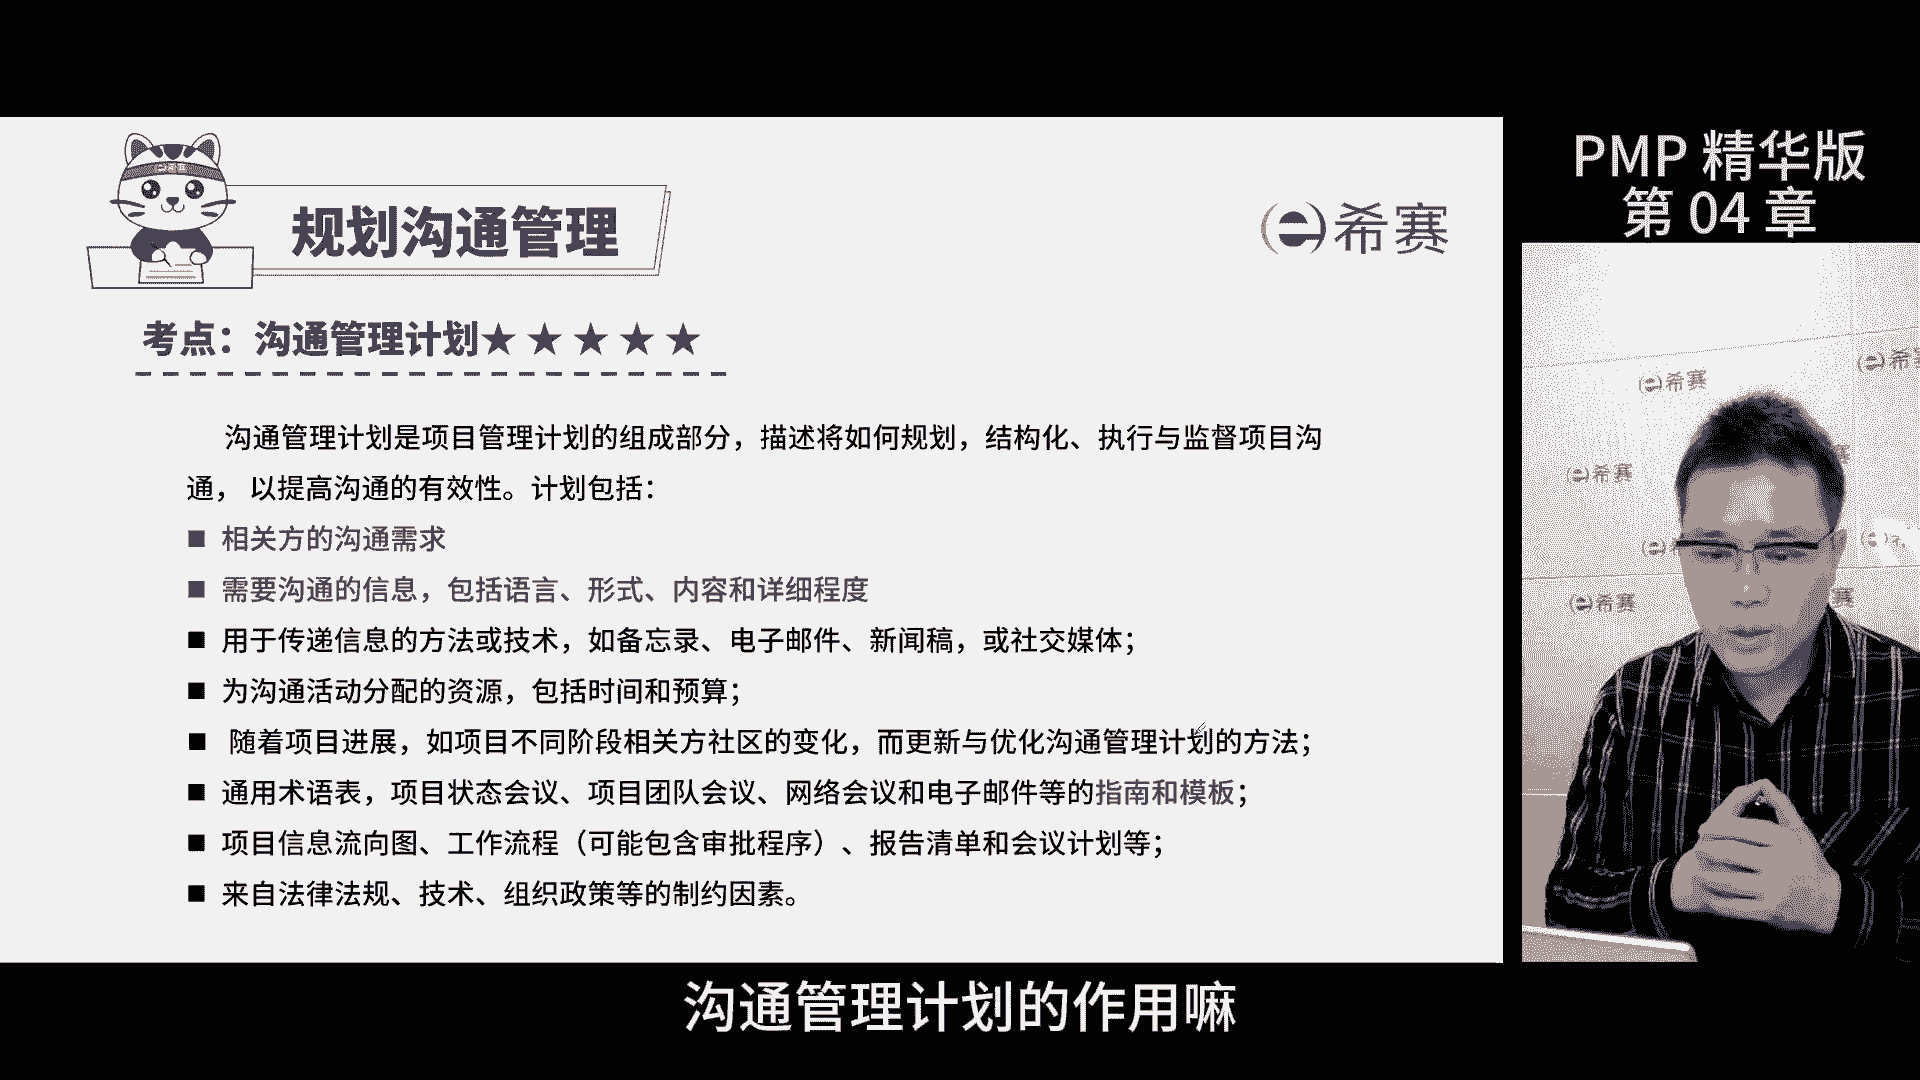 PMP 精华版
第 04 章
规划沟通管理
希赛
考点：沟通管理计划★★★★★
沟通管理计划是项目管理计划的组成部分，描述将如何规划，结构化、执行与监督项目沟
通， 以提高沟通的有效性。计划包括：
■ 相关方的沟通需求
■ 需要沟通的信息，包括语言、形式、内容和详细程度
■ 用于传递信息的方法或技术，如备忘录、电子邮件、新闻稿，或社交媒体；
■ 为沟通活动分配的资源，包括时间和预算；
■ 随着项目进展，如项目不同阶段相关方社区的变化，而更新与优化沟通管理计划的方法；
■ 通用术语表，项目状态会议、项目团队会议、网络会议和电子邮件等的指南和模板；
■ 项目信息流向图、工作流程（可能包含审批程序）、报告清单和会议计划等；
■ 来自法律法规、技术、组织政策等的制约因素。
希赛
希赛
希赛
希赛
沟通管理计划的作用嘛